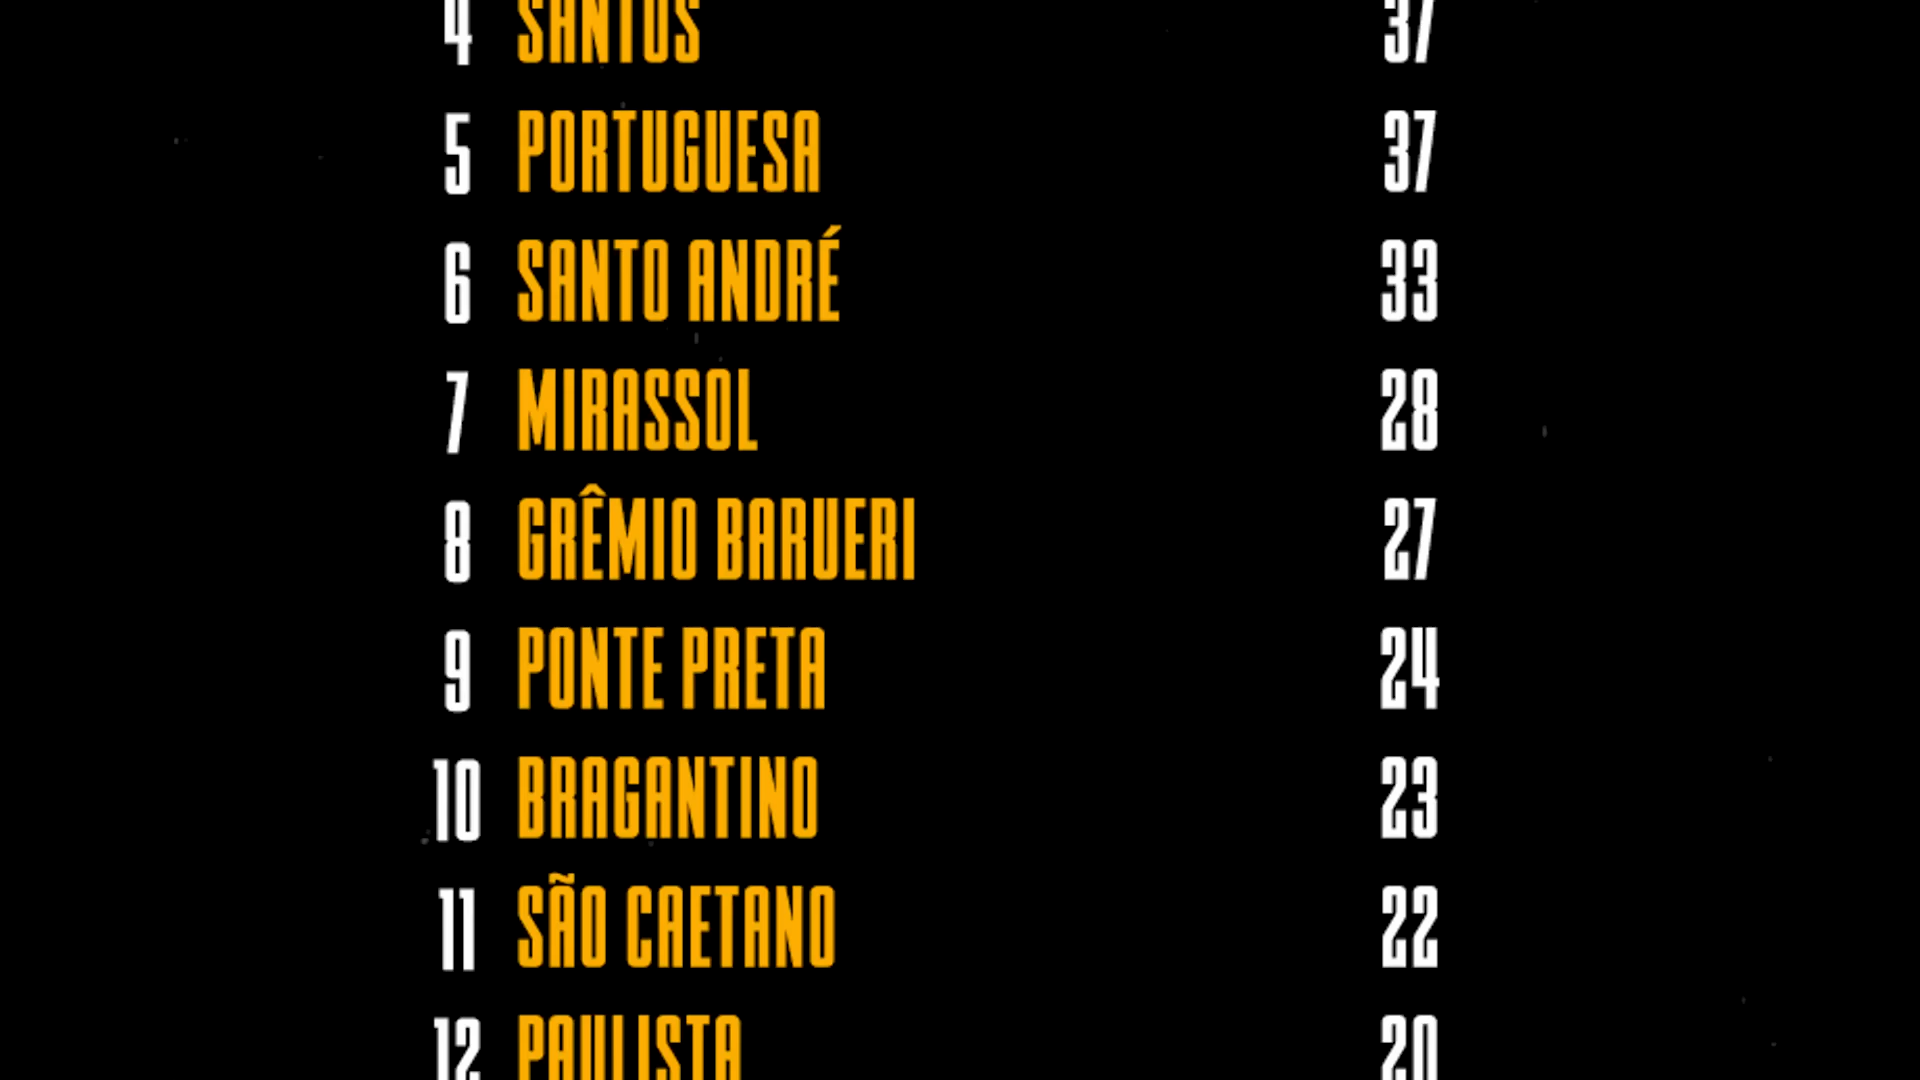 4 SANTOS 37
5 PORTUGUESA 37
6 SANTO ANDRÉ 33
7 MIRASSOL 28
8 GRÊMIO BARUERI 27
9 PONTE PRETA 24
10 BRAGANTINO 23
11 SÃO CAETANO 22
12 PAULISTA 20